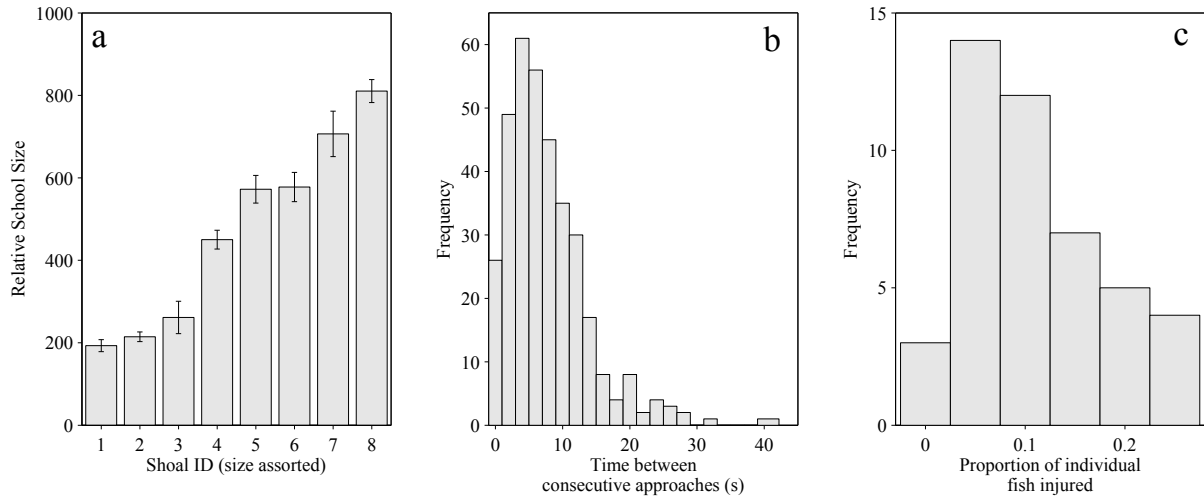 a
1000
800
600
400
200
0
Relative School Size
1 2 3 4 5 6 7 8
Shoal ID (size assorted)
b
60
50
40
30
20
10
0
Frequency
0 10 20 30 40
Time between
consecutive approaches (s)
c
15
10
5
0
Frequency
0 0.1 0.2
Proportion of individual
fish injured